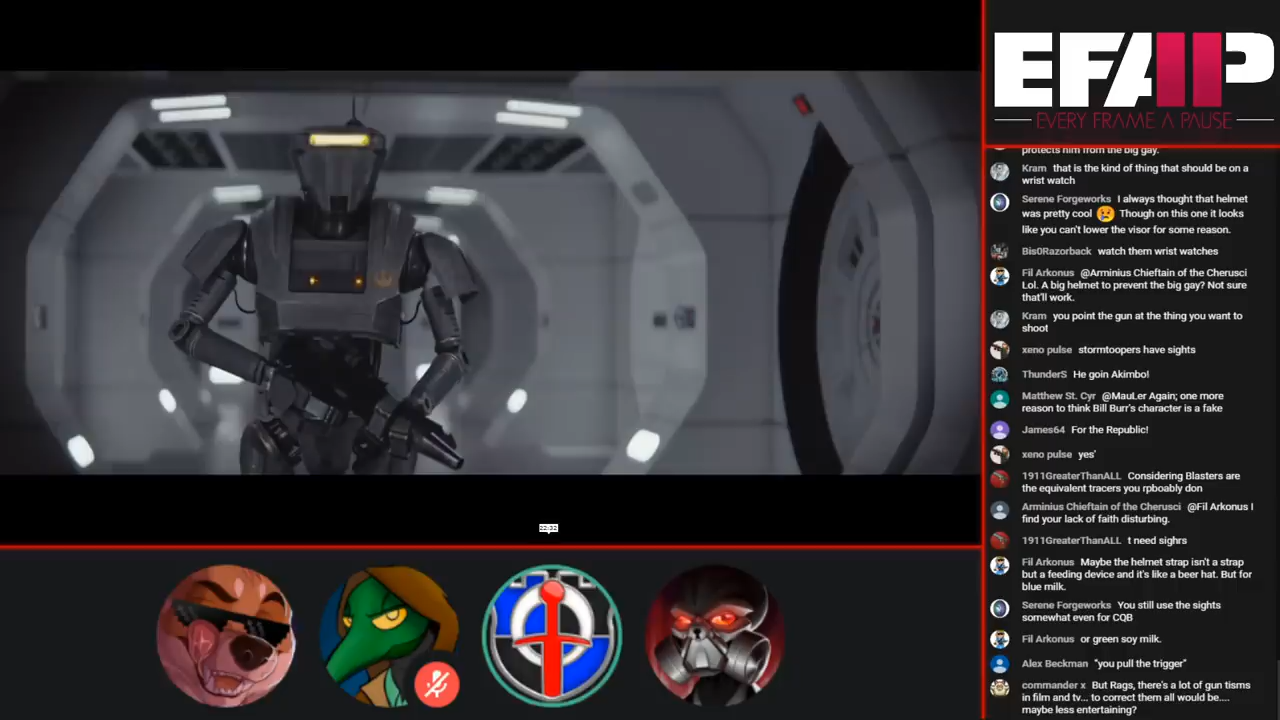 EFAP
EVERY FRAME A PAUSE
protects him from the big gay.
Kram that is the kind of thing that should be on a
wrist watch
Serene Forgeworks I always thought that helmet
was pretty cool 😢 Though on this one it looks
like you can't lower the visor for some reason.
Bis0Razorback watch them wrist watches
Fil Arkonus @Arminius Chieftain of the Cherusci
Lol. A big helmet to prevent the big gay? Not sure
that'll work.
Kram you point the gun at the thing you want to
shoot
xeno pulse stormtoopers have sights
ThunderS He goin Akimbo!
Matthew St. Cyr @MauLer Again; one more
reason to think Bill Burr's character is a fake
James64 For the Republic!
xeno pulse yes'
1911GreaterThanALL Considering Blasters are
the equivalent tracers you rpboably don
Arminius Chieftain of the Cherusci @Fil Arkonus I
find your lack of faith disturbing.
1911GreaterThanALL t need sighrs
Fil Arkonus Maybe the helmet strap isn't a strap
but a feeding device and it's like a beer hat. But for
blue milk.
Serene Forgeworks You still use the sights
somewhat even for CQB
Fil Arkonus or green soy milk.
Alex Beckman "you pull the trigger"
commander x But Rags, there's a lot of gun tisms
in film and tv... to correct them all would be....
maybe less entertaining?
22:32